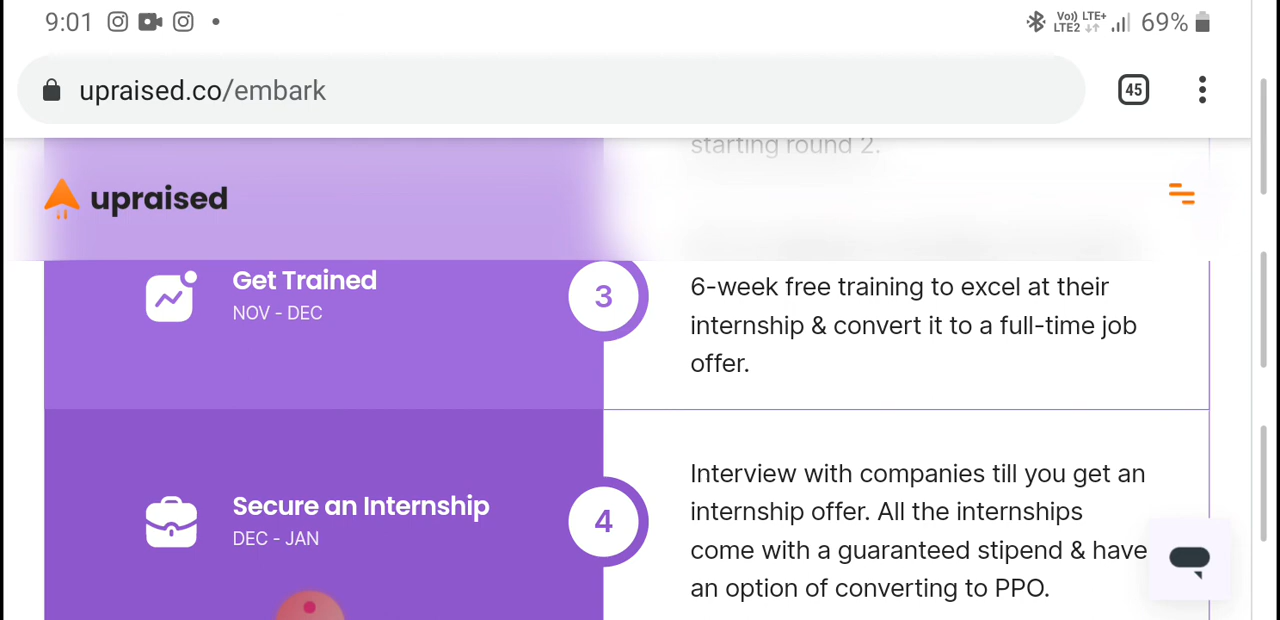 9:01
Vo) LTE+
LTE2
69%
upraised.co/embark
45
starting round 2.
upraised
Get Trained
NOV - DEC
3
6-week free training to excel at their
internship & convert it to a full-time job
offer.
Secure an Internship
DEC - JAN
4
Interview with companies till you get an
internship offer. All the internships
come with a guaranteed stipend & have
an option of converting to PPO.